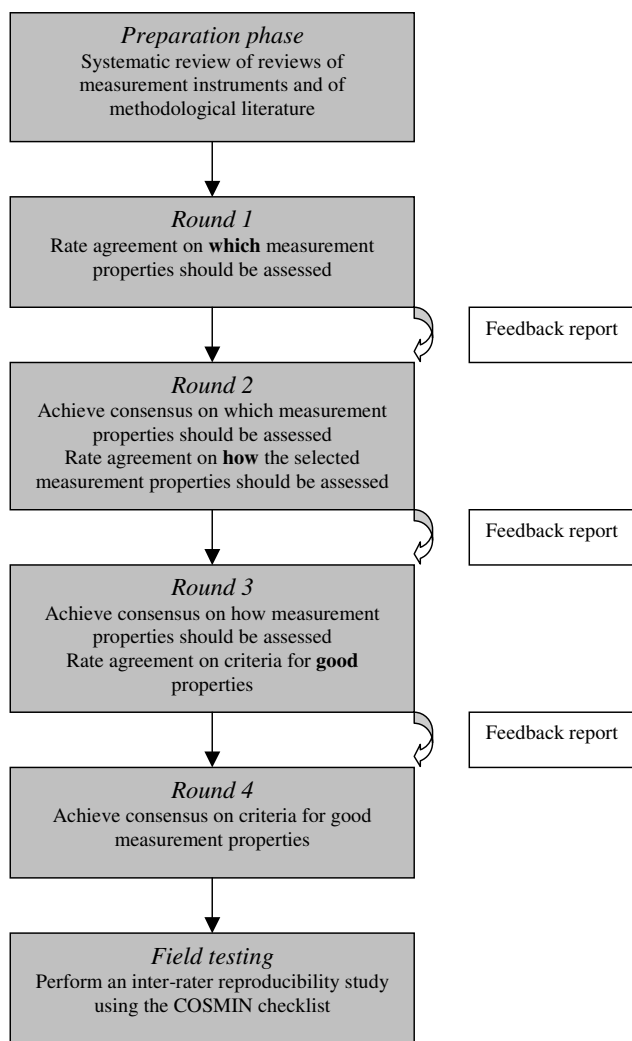 Preparation phase
Systematic review of reviews of
measurement instruments and of
methodological literature
Round 1
Rate agreement on which measurement
properties should be assessed
Feedback report
Round 2
Achieve consensus on which measurement
properties should be assessed
Rate agreement on how the selected
measurement properties should be assessed
Feedback report
Round 3
Achieve consensus on how measurement
properties should be assessed
Rate agreement on criteria for good
properties
Feedback report
Round 4
Achieve consensus on criteria for good
measurement properties
Field testing
Perform an inter-rater reproducibility study
using the COSMIN checklist